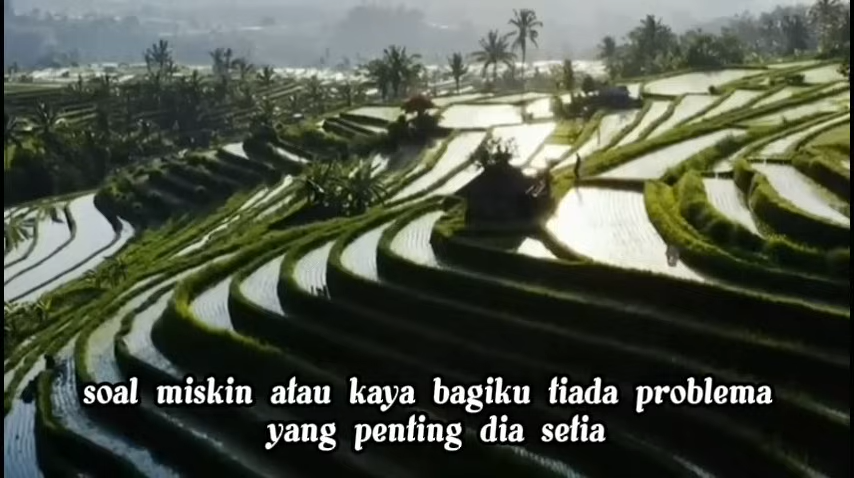 soal miskin atau kaya bagiku tiada problema
yang penting dia setia